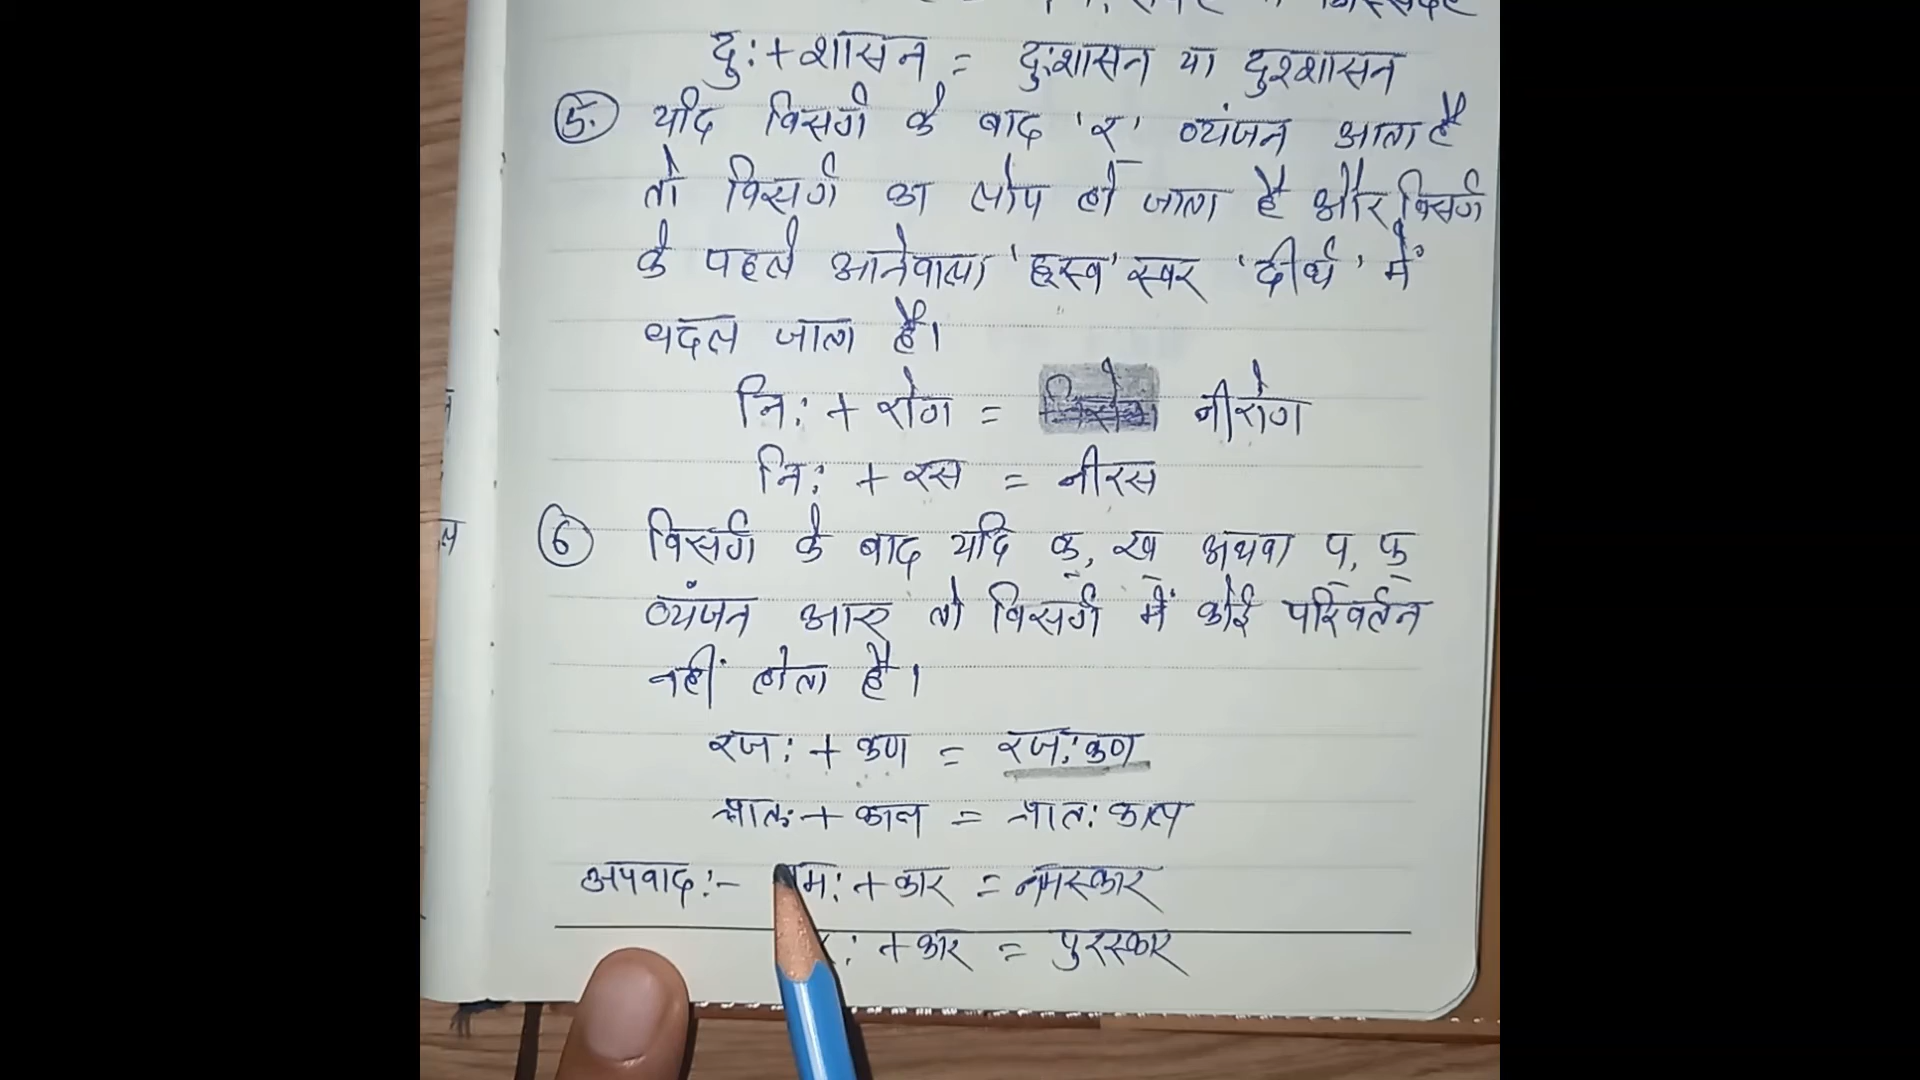 दुः + शासन = दुःशासन या दुश्शासन
5. यदि विसर्ग के बाद 'र' व्यंजन आता है
तो विसर्ग का लोप हो जाता है और विसर्ग
के पहले आनेवाला 'ह्रस्व' स्वर 'दीर्घ' में
बदल जाता है।
नि: + रोग = नीरोग
नि: + रस = नीरस
6 विसर्ग के बाद यदि क, ख अथवा प, फ
व्यंजन आए तो विसर्ग में कोई परिवर्तन
नहीं होता है।
रज: + कण = रज:कण
प्रात: + काल = प्रात: काल
अपवाद:- नम: + कार = नमस्कार
: + कार = पुरस्कार